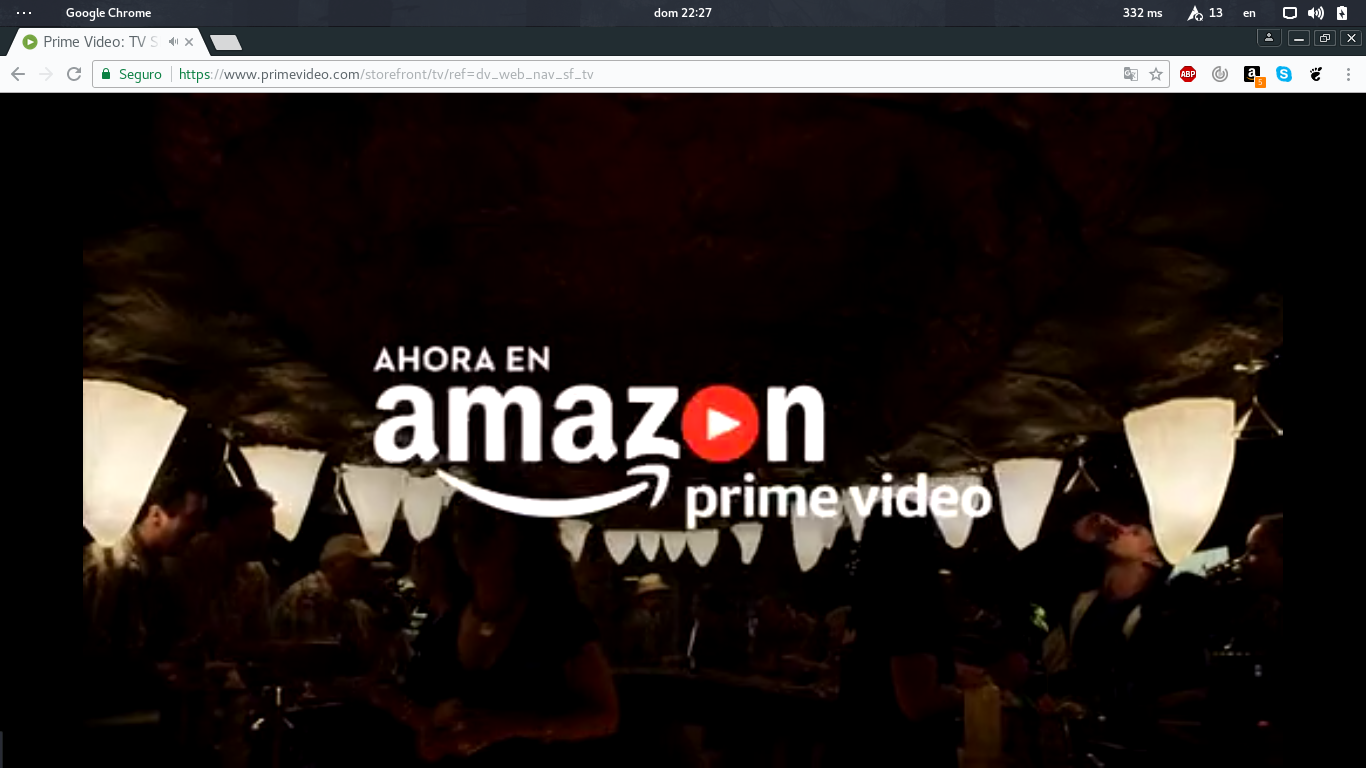 Google Chrome
dom 22:27
332 ms
13
en
Prime Video: TV S
Seguro
https://www.primevideo.com/storefront/tv/ref=dv_web_nav_sf_tv
ABP
a
6
AHORA EN
amazon
prime video